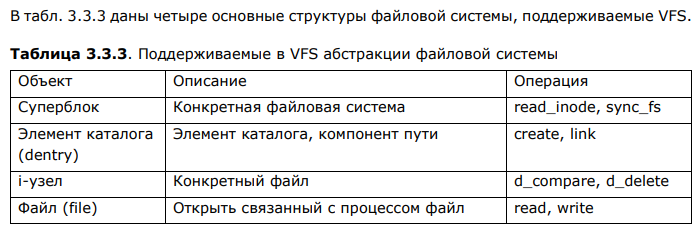 В табл. 3.3.3 даны четыре основные структуры файловой системы, поддерживаемые VFS.
Таблица 3.3.3. Поддерживаемые в VFS абстракции файловой системы
Объект Описание Операция
Суперблок Конкретная файловая система read_inode, sync_fs
Элемент каталога Элемент каталога, компонент пути create, link
(dentry)
i-узел Конкретный файл d_compare, d_delete
Файл (file) Открыть связанный с процессом файл read, write